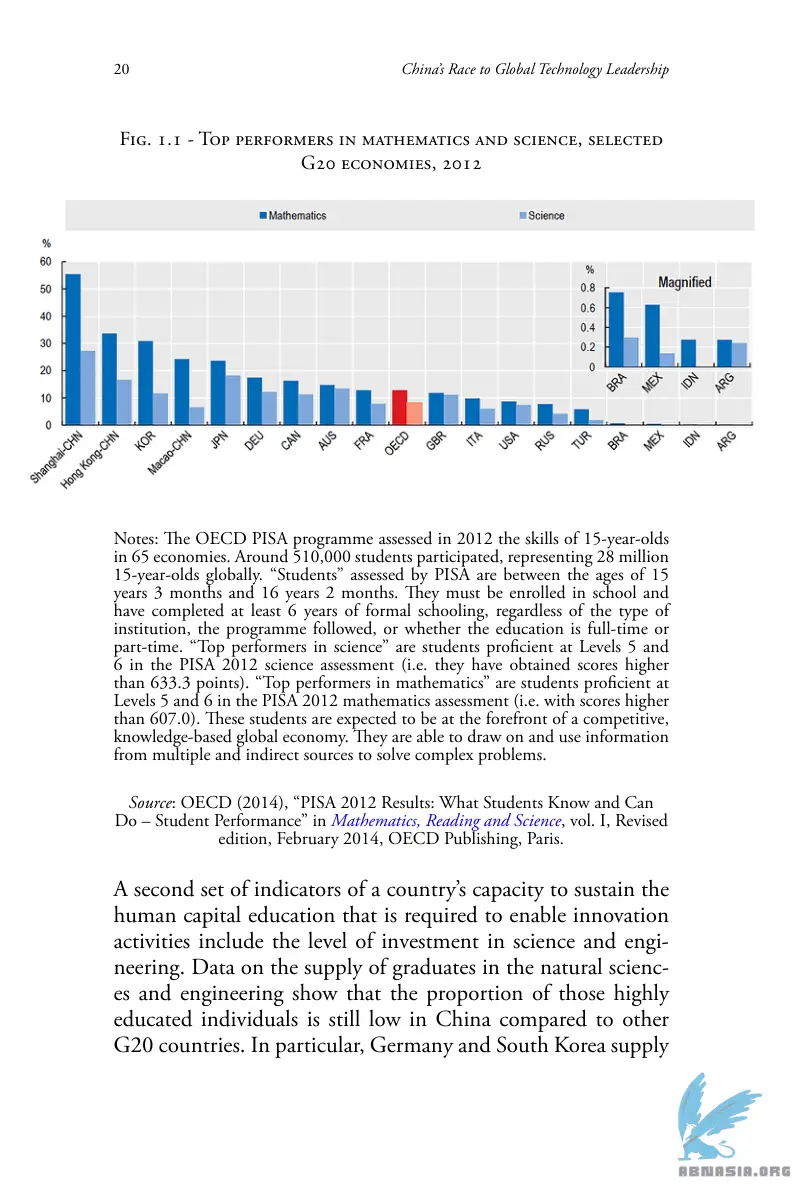 20 China’s Race to Global Technology Leadership
Fig. 1.1 - Top performers in mathematics and science, selected
G20 economies, 2012
Mathematics Science
%
60
50
40
30
20
10
0
% Magnified
0.8
0.6
0.4
0.2
0
BRA MEX IDN ARG
Shanghai-CHN Hong Kong-CHN KOR Macao-CHN JPN DEU CAN AUS FRA OECD GBR ITA USA RUS TUR BRA MEX IDN ARG
Notes: The OECD PISA programme assessed in 2012 the skills of 15-year-olds
in 65 economies. Around 510,000 students participated, representing 28 million
15-year-olds globally. “Students” assessed by PISA are between the ages of 15
years 3 months and 16 years 2 months. They must be enrolled in school and
have completed at least 6 years of formal schooling, regardless of the type of
institution, the programme followed, or whether the education is full-time or
part-time. “Top performers in science” are students proficient at Levels 5 and
6 in the PISA 2012 science assessment (i.e. they have obtained scores higher
than 633.3 points). “Top performers in mathematics” are students proficient at
Levels 5 and 6 in the PISA 2012 mathematics assessment (i.e. with scores higher
than 607.0). These students are expected to be at the forefront of a competitive,
knowledge-based global economy. They are able to draw on and use information
from multiple and indirect sources to solve complex problems.
Source: OECD (2014), “PISA 2012 Results: What Students Know and Can
Do – Student Performance” in Mathematics, Reading and Science, vol. I, Revised
edition, February 2014, OECD Publishing, Paris.
A second set of indicators of a country’s capacity to sustain the
human capital education that is required to enable innovation
activities include the level of investment in science and engi-
neering. Data on the supply of graduates in the natural scienc-
es and engineering show that the proportion of those highly
educated individuals is still low in China compared to other
G20 countries. In particular, Germany and South Korea supply
ABMASIA.ORG